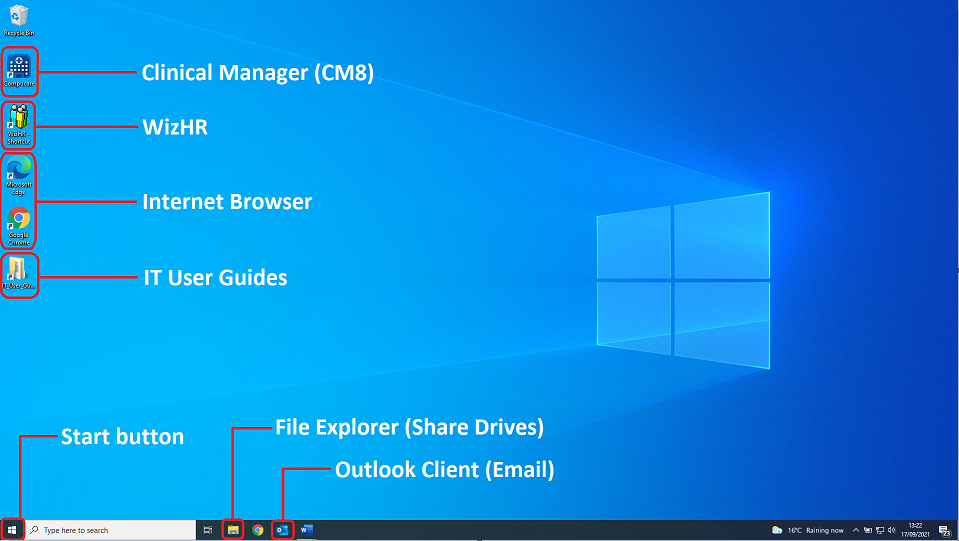 Recycle Bin
Compucare
Clinical Manager (CM8)
WizHR -
Shortcut
WizHR
Microsoft
Edge
Internet Browser
Google
Chrome
IT_User_Gu...
IT User Guides
Start button
File Explorer (Share Drives)
Outlook Client (Email)
Type here to search
16°C Raining now
13:22
17/09/2021
23